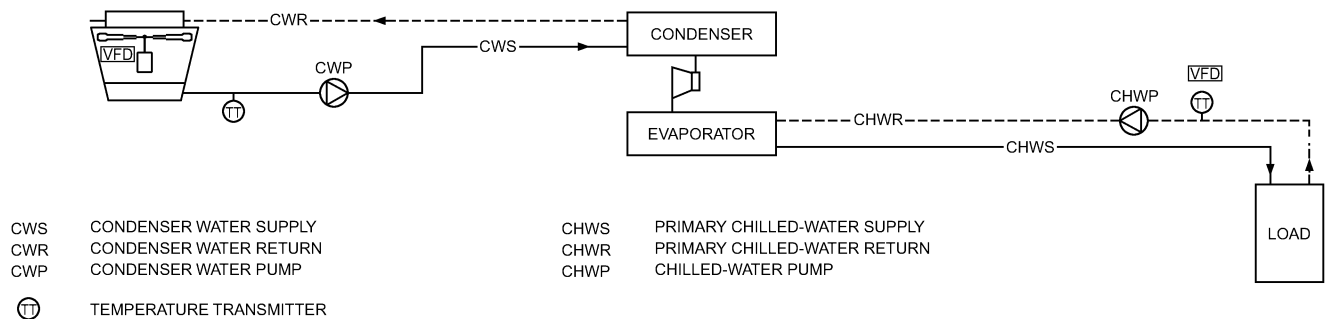 CWR
CONDENSER
CWS
VFD
CWP
TT
VFD
CHWP
TT
CHWR
EVAPORATOR
CHWS
LOAD
CWS CONDENSER WATER SUPPLY
CWR CONDENSER WATER RETURN
CWP CONDENSER WATER PUMP
TT TEMPERATURE TRANSMITTER
CHWS PRIMARY CHILLED-WATER SUPPLY
CHWR PRIMARY CHILLED-WATER RETURN
CHWP CHILLED-WATER PUMP